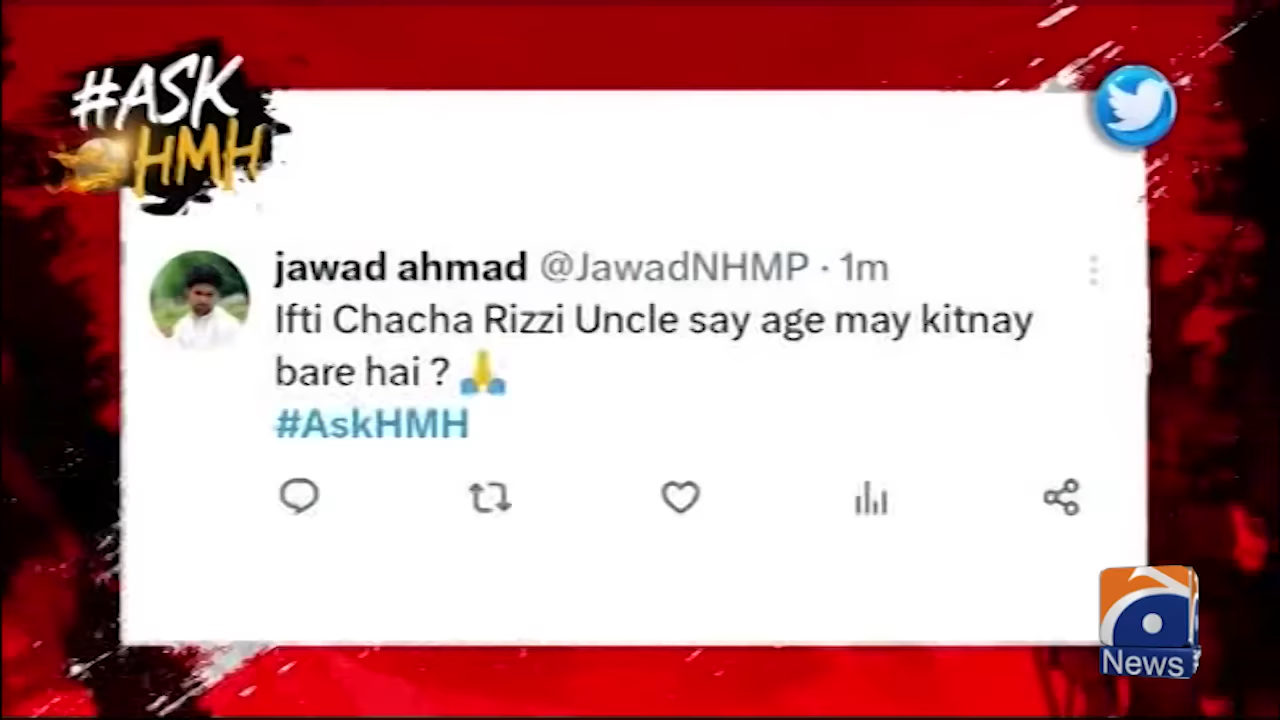 #ASK
HMH
jawad ahmad @JawadNHMP · 1m
Ifti Chacha Rizzi Uncle say age may kitnay
bare hai ? 🙏
#AskHMH
News